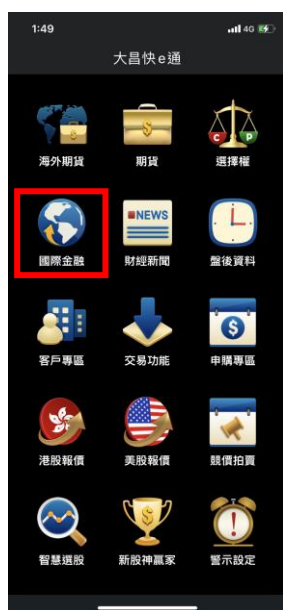 1:49
4G
大昌快e通
C P
海外期貨 期貨 選擇權
NEWS
國際金融 財經新聞 盤後資料
客戶專區 交易功能 申購專區
港股報價 美股報價 競價拍賣
智慧選股 新股神贏家 警示設定